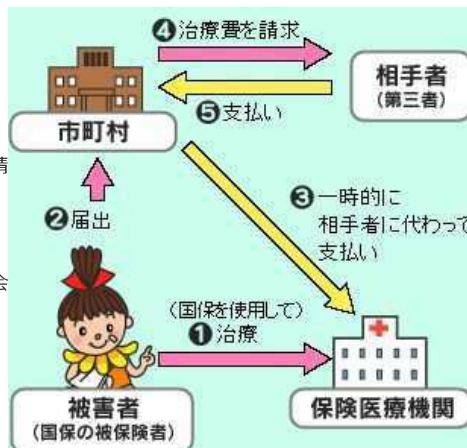 ❹治療費を請求
相手者
(第三者)
❺支払い
市町村
情
❷届出
❸一時的に
相手者に代わって
支払い
会
(国保を使用して)
❶治療
被害者
(国保の被保険者)
保険医療機関